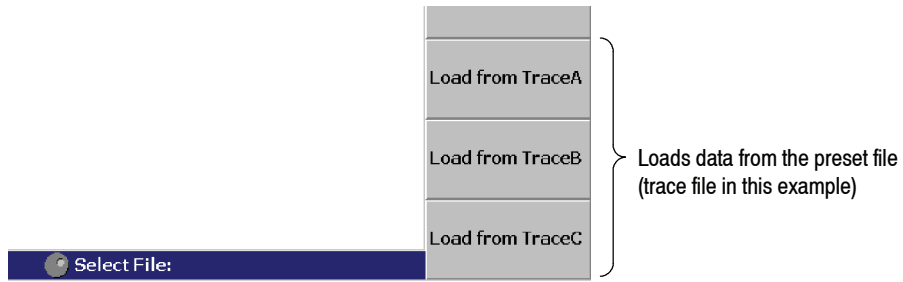 Load from TraceA
Load from TraceB
Loads data from the preset file
(trace file in this example)
Load from TraceC
Select File: